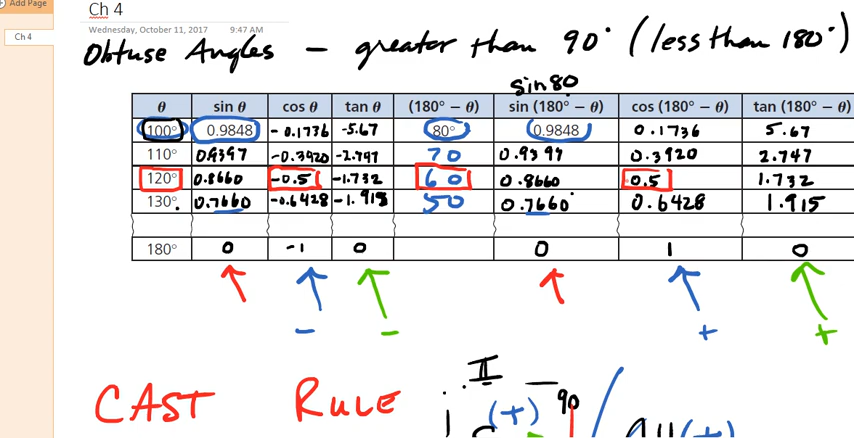 Add Page
Ch 4
Ch 4
Wednesday, October 11, 2017 9:47 AM
Obtuse Angles - greater than 90° (less than 180°)
sin 80
θ sin θ cos θ tan θ (180° − θ) sin (180° − θ) cos (180° − θ) tan (180° − θ)
100° 0.9848 -0.1736 -5.67 80° 0.9848 0.1736 5.67
110° 0.9397 -0.3920 -2.747 70 0.9397 0.3920 2.747
120° 0.8660 -0.5 -1.732 60 0.8660 0.5 1.732
130°. 0.7660 -0.6428 -1.915 50 0.7660 0.6428 1.915
180° 0 -1 0 0 1 0
- - + +
II
CAST RULE
90
(+)
all (+)